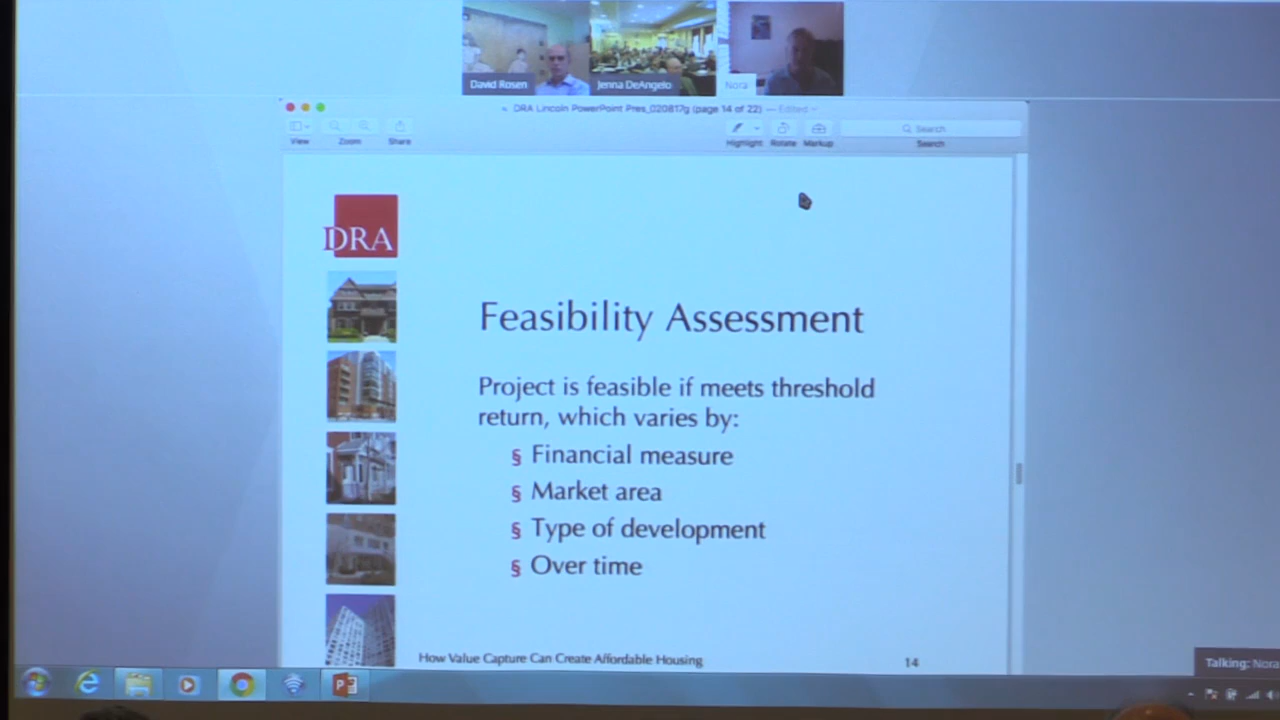 David Rosen
Jenna DeAngelo
Nora
DRA Lincoln PowerPoint Pres_020817g (page 14 of 22) — Edited
Search
View
Zoom
Share
Highlight
Rotate
Markup
Search
DRA
Feasibility Assessment
Project is feasible if meets threshold
return, which varies by:
§ Financial measure
§ Market area
§ Type of development
§ Over time
How Value Capture Can Create Affordable Housing
14
Talking: Nora